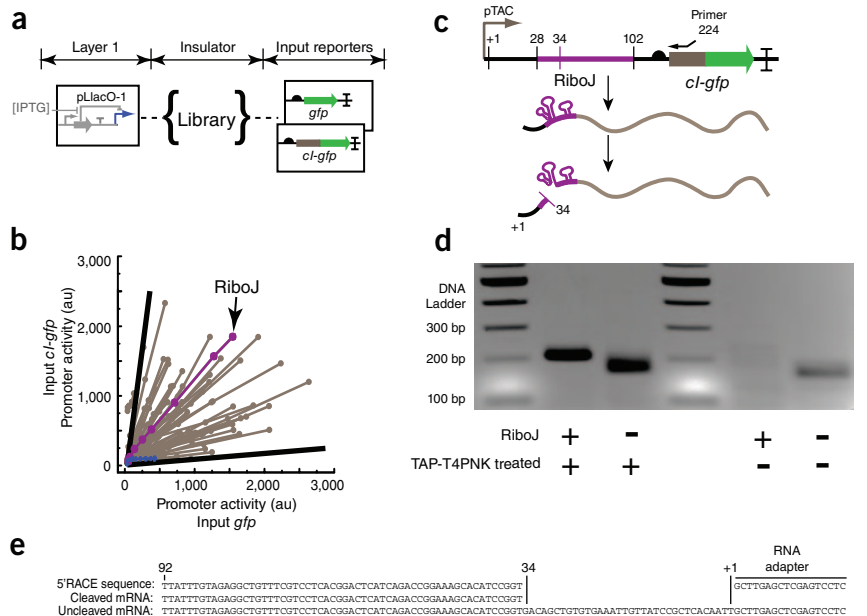 a
Layer 1
Insulator
Input reporters
[IPTG]
pLlacO-1
{Library}
gfp
cI-gfp
b
3,000
2,000
1,000
0
Input cI-gfp
Promoter activity (au)
RiboJ
0
1,000
2,000
3,000
Promoter activity (au)
Input gfp
c
pTAC
+1
28
34
102
Primer
224
RiboJ
cI-gfp
34
+1
d
DNA
Ladder
300 bp
200 bp
100 bp
RiboJ + – + –
TAP-T4PNK treated + + – –
e
92
34
+1
RNA
adapter
5'RACE sequence: TTATTTGTAGAGGCTGTTTCGTCCTCACGGACTCATCAGACCGGAAAGCACATCCGGT GCTTGAGCTCGAGTCCTC
Cleaved mRNA: TTATTTGTAGAGGCTGTTTCGTCCTCACGGACTCATCAGACCGGAAAGCACATCCGGT
Uncleaved mRNA: TTATTTGTAGAGGCTGTTTCGTCCTCACGGACTCATCAGACCGGAAAGCACATCCGGTGACAGCTGTGTGAAATTGTTATCCGCTCACAATTGCTTGAGCTCGAGTCCTC